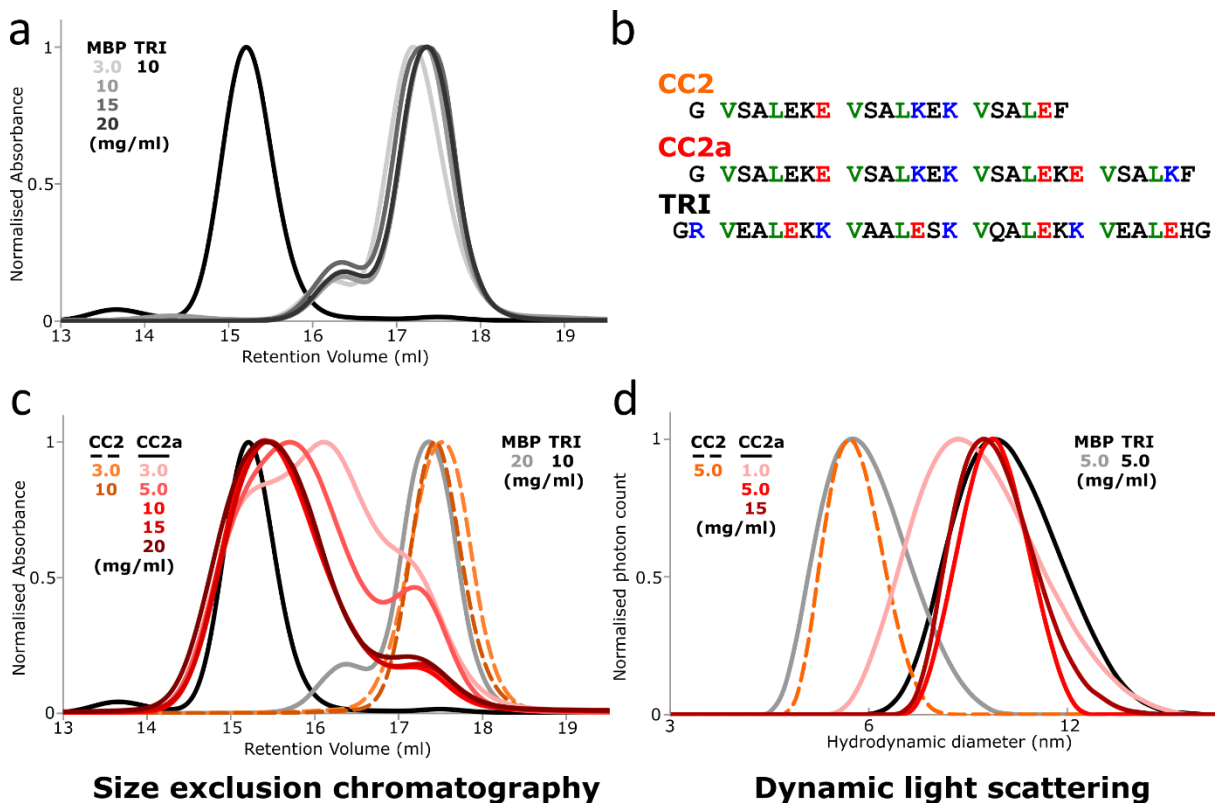 a
MBP TRI
3.0 10
10
15
20
(mg/ml)
Normalised Absorbance
1
0.5
0
13 14 15 16 17 18 19
Retention Volume (ml)
b
CC2
G VSALEKE VSALKEK VSALEF
CC2a
G VSALEKE VSALKEK VSALEKE VSALKF
TRI
GR VEALEKK VAALESK VQALEKK VEALEHG
c
CC2 CC2a
3.0 3.0
10 5.0
10
15
20
(mg/ml)
MBP TRI
20 10
(mg/ml)
Normalised Absorbance
1
0.5
0
13 14 15 16 17 18 19
Retention Volume (ml)
Size exclusion chromatography
d
CC2 CC2a
5.0 1.0
5.0
15
(mg/ml)
MBP TRI
5.0 5.0
(mg/ml)
Normalised photon count
1
0.5
0
3 6 12
Hydrodynamic diameter (nm)
Dynamic light scattering